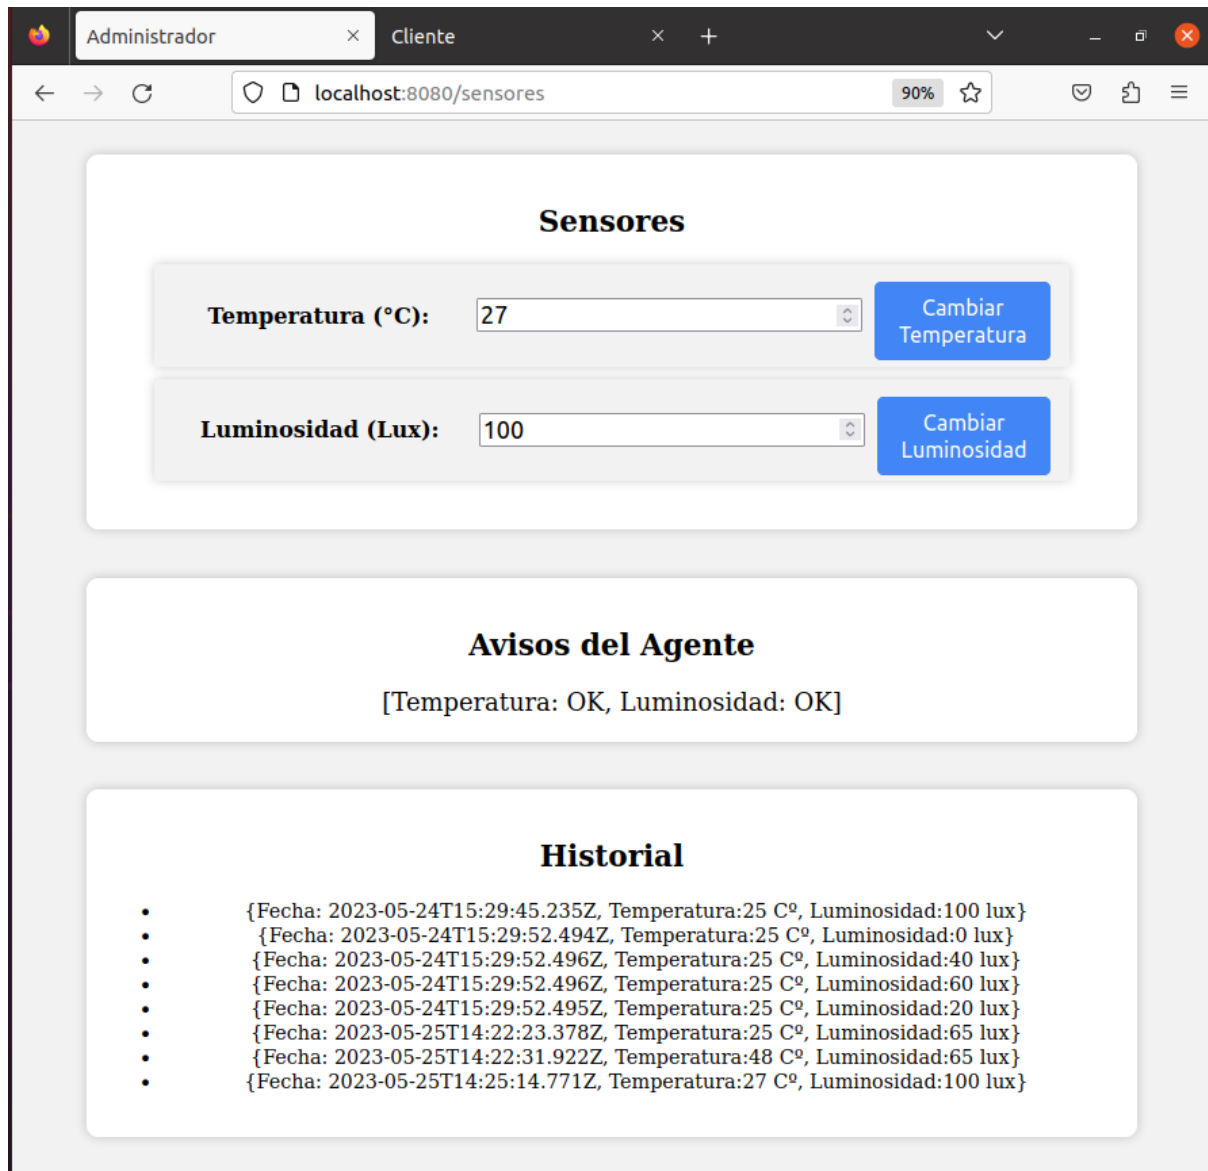 Administrador
Cliente
localhost:8080/sensores
90%
Sensores
Temperatura (°C):
27
Cambiar
Temperatura
Luminosidad (Lux):
100
Cambiar
Luminosidad
Avisos del Agente
[Temperatura: OK, Luminosidad: OK]
Historial
{Fecha: 2023-05-24T15:29:45.235Z, Temperatura:25 Cº, Luminosidad:100 lux}
{Fecha: 2023-05-24T15:29:52.494Z, Temperatura:25 Cº, Luminosidad:0 lux}
{Fecha: 2023-05-24T15:29:52.496Z, Temperatura:25 Cº, Luminosidad:40 lux}
{Fecha: 2023-05-24T15:29:52.496Z, Temperatura:25 Cº, Luminosidad:60 lux}
{Fecha: 2023-05-24T15:29:52.495Z, Temperatura:25 Cº, Luminosidad:20 lux}
{Fecha: 2023-05-25T14:22:23.378Z, Temperatura:25 Cº, Luminosidad:65 lux}
{Fecha: 2023-05-25T14:22:31.922Z, Temperatura:48 Cº, Luminosidad:65 lux}
{Fecha: 2023-05-25T14:25:14.771Z, Temperatura:27 Cº, Luminosidad:100 lux}